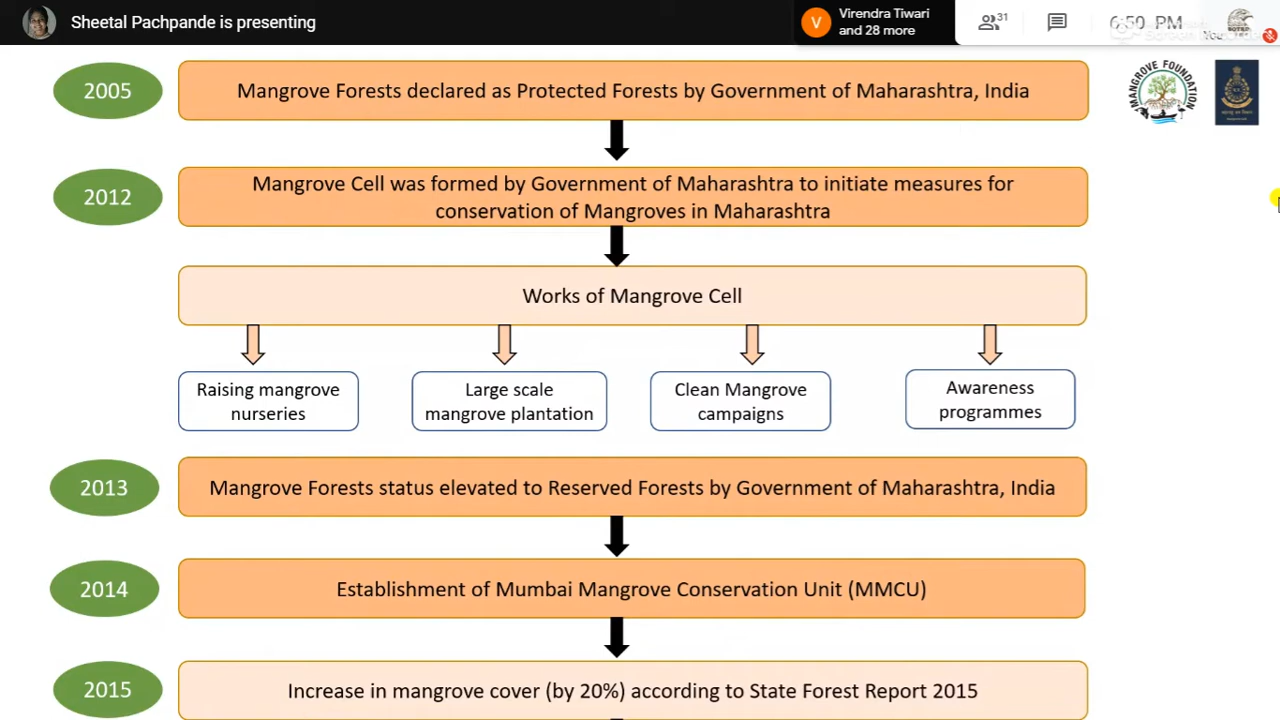 Sheetal Pachpande is presenting
Virendra Tiwari
and 28 more
V
31
6:50 PM
You
2005
Mangrove Forests declared as Protected Forests by Government of Maharashtra, India
MANGROVE FOUNDATION
2012
Mangrove Cell was formed by Government of Maharashtra to initiate measures for
conservation of Mangroves in Maharashtra
Works of Mangrove Cell
Raising mangrove
nurseries
Large scale
mangrove plantation
Clean Mangrove
campaigns
Awareness
programmes
2013
Mangrove Forests status elevated to Reserved Forests by Government of Maharashtra, India
2014
Establishment of Mumbai Mangrove Conservation Unit (MMCU)
2015
Increase in mangrove cover (by 20%) according to State Forest Report 2015